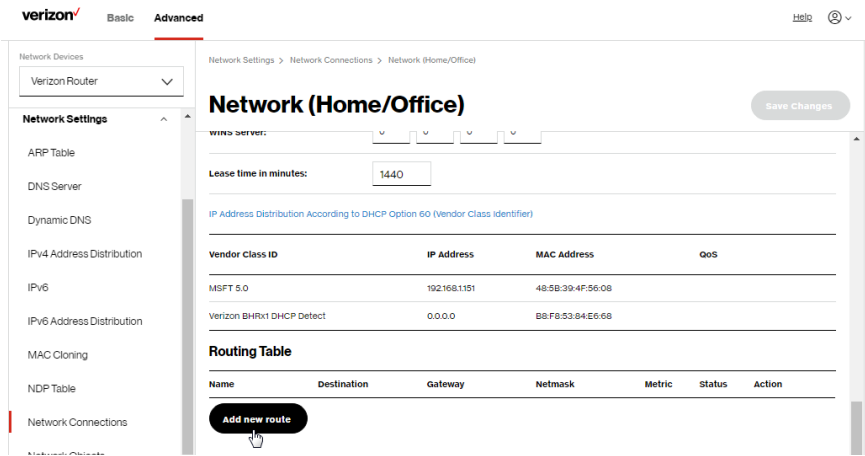 verizon Basic Advanced Help
Network Devices
Verizon Router
Network Settings
ARP Table
DNS Server
Dynamic DNS
IPv4 Address Distribution
IPv6
IPv6 Address Distribution
MAC Cloning
NDP Table
Network Connections
Network Objects
Network Settings > Network Connections > Network (Home/Office)
Network (Home/Office) Save Changes
WINS Server: 0 0 0 0
Lease time in minutes: 1440
IP Address Distribution According to DHCP Option 60 (Vendor Class Identifier)
Vendor Class ID IP Address MAC Address QoS
MSFT 5.0 192.168.1.151 48:5B:39:4F:56:08
Verizon BHRx1 DHCP Detect 0.0.0.0 B8:F8:53:84:E6:68
Routing Table
Name Destination Gateway Netmask Metric Status Action
Add new route